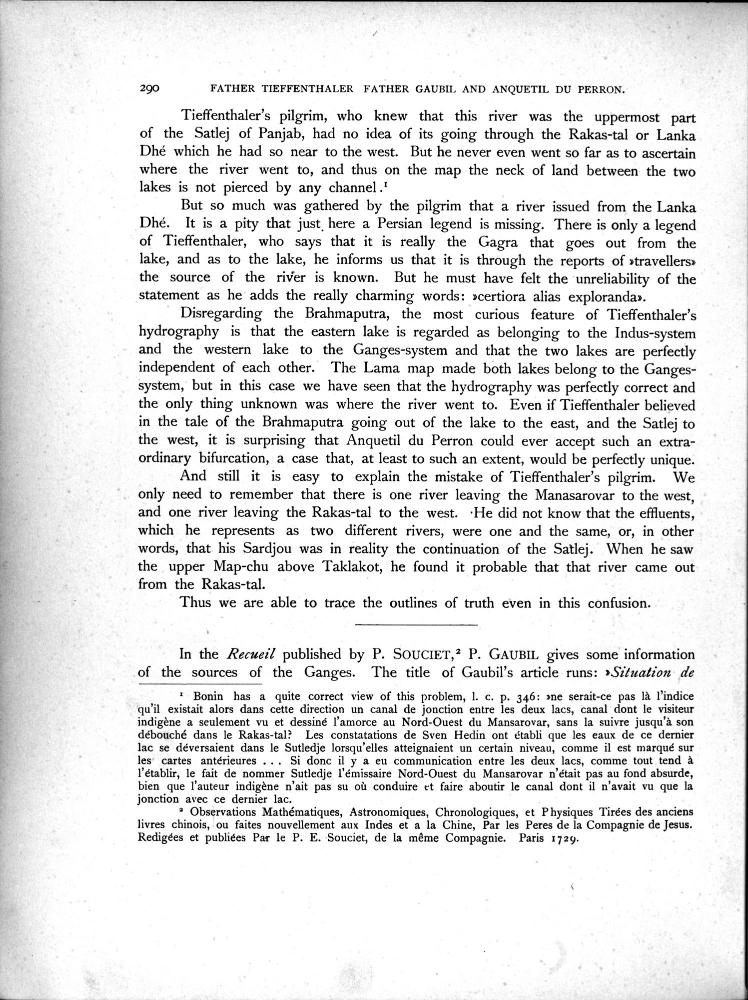 290 FATHER TIEFFENTHALER FATHER GAUBIL AND ANQUETIL DU PERRON.
Tieffenthaler's pilgrim, who knew that this river was the uppermost part
of the Satlej of Panjab, had no idea of its going through the Rakas-tal or Lanka
Dhé which he had so near to the west. But he never even went so far as to ascertain
where the river went to, and thus on the map the neck of land between the two
lakes is not pierced by any channel.¹
But so much was gathered by the pilgrim that a river issued from the Lanka
Dhé. It is a pity that just here a Persian legend is missing. There is only a legend
of Tieffenthaler, who says that it is really the Gagra that goes out from the
lake, and as to the lake, he informs us that it is through the reports of »travellers»
the source of the river is known. But he must have felt the unreliability of the
statement as he adds the really charming words: »certiora alias exploranda».
Disregarding the Brahmaputra, the most curious feature of Tieffenthaler's
hydrography is that the eastern lake is regarded as belonging to the Indus-system
and the western lake to the Ganges-system and that the two lakes are perfectly
independent of each other. The Lama map made both lakes belong to the Ganges-
system, but in this case we have seen that the hydrography was perfectly correct and
the only thing unknown was where the river went to. Even if Tieffenthaler believed
in the tale of the Brahmaputra going out of the lake to the east, and the Satlej to
the west, it is surprising that Anquetil du Perron could ever accept such an extra-
ordinary bifurcation, a case that, at least to such an extent, would be perfectly unique.
And still it is easy to explain the mistake of Tieffenthaler's pilgrim. We
only need to remember that there is one river leaving the Manasarovar to the west,
and one river leaving the Rakas-tal to the west. He did not know that the effluents,
which he represents as two different rivers, were one and the same, or, in other
words, that his Sardjou was in reality the continuation of the Satlej. When he saw
the upper Map-chu above Taklakot, he found it probable that that river came out
from the Rakas-tal.
Thus we are able to trace the outlines of truth even in this confusion.
In the Recueil published by P. SOUCIET,² P. GAUBIL gives some information
of the sources of the Ganges. The title of Gaubil's article runs: »Situation de
¹ Bonin has a quite correct view of this problem, l. c. p. 346: »ne serait-ce pas là l'indice
qu'il existait alors dans cette direction un canal de jonction entre les deux lacs, canal dont le visiteur
indigène a seulement vu et dessiné l'amorce au Nord-Ouest du Mansarovar, sans la suivre jusqu'à son
débouché dans le Rakas-tal? Les constatations de Sven Hedin ont établi que les eaux de ce dernier
lac se déversaient dans le Sutledje lorsqu'elles atteignaient un certain niveau, comme il est marqué sur
les cartes antérieures . . . Si donc il y a eu communication entre les deux lacs, comme tout tend à
l'établir, le fait de nommer Sutledje l'émissaire Nord-Ouest du Mansarovar n'était pas au fond absurde,
bien que l'auteur indigène n'ait pas su où conduire et faire aboutir le canal dont il n'avait vu que la
jonction avec ce dernier lac.
² Observations Mathématiques, Astronomiques, Chronologiques, et Physiques Tirées des anciens
livres chinois, ou faites nouvellement aux Indes et a la Chine, Par les Peres de la Compagnie de Jesus.
Redigées et publiées Par le P. E. Souciet, de la même Compagnie. Paris 1729.